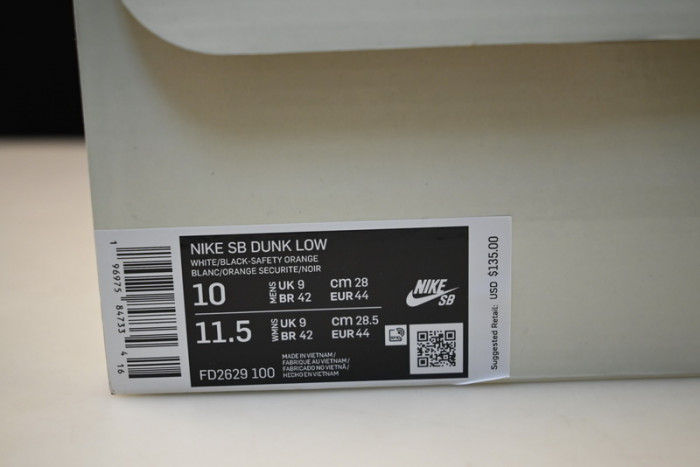 NIKE SB DUNK LOW
WHITE/BLACK-SAFETY ORANGE
BLANC/ORANGE SECURITE/NOIR
10 MENS UK 9 cm 28
BR 42 EUR 44
11.5 WMNS UK 9 cm 28.5
BR 42 EUR 44
FD2629 100
MADE IN VIETNAM/
FABRIQUÉ AU VIETNAM/
FABRICADO NO VIETNÃ/
HECHO EN VIETNAM
NIKE
SB
Suggested Retail: USD $135.00
1 96975 84733 4 16